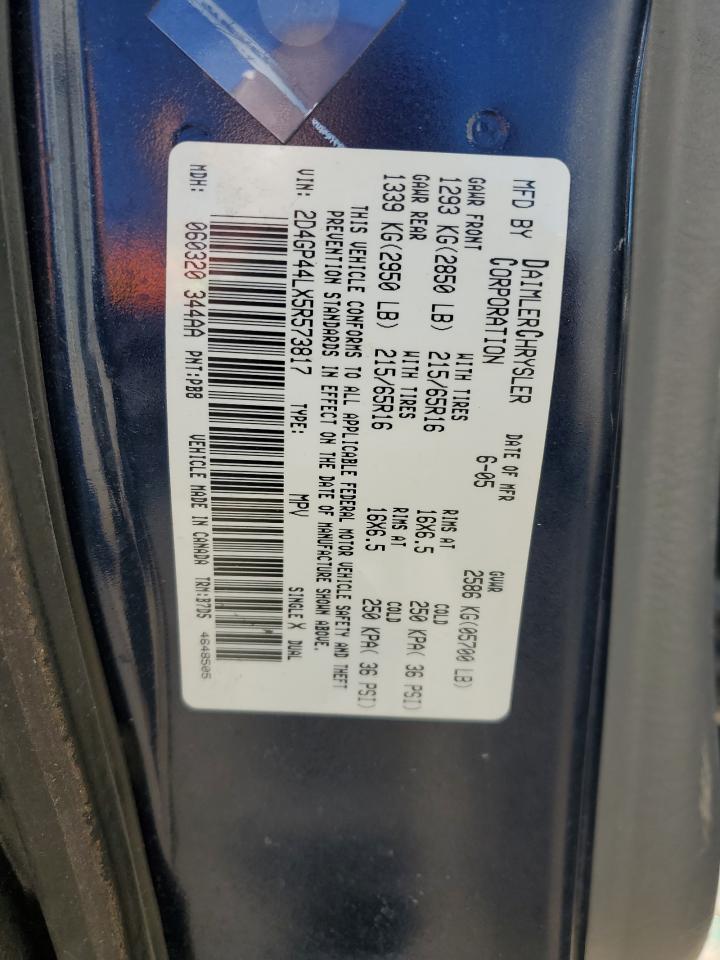 MFD BY DAIMLERCHRYSLER CORPORATION
DATE OF MFR 6-05
GVWR 2586 KG(05700 LB)
GAWR FRONT WITH TIRES RIMS AT COLD
1293 KG(2850 LB) 215/65R16 16X6.5 250 KPA( 36 PSI)
GAWR REAR WITH TIRES RIMS AT COLD
1339 KG(2950 LB) 215/65R16 16X6.5 250 KPA( 36 PSI)
THIS VEHICLE CONFORMS TO ALL APPLICABLE FEDERAL MOTOR VEHICLE SAFETY AND THEFT
PREVENTION STANDARDS IN EFFECT ON THE DATE OF MANUFACTURE SHOWN ABOVE.
VIN: 2D4GP44LX5R573817 TYPE: MPV SINGLE X DUAL
MDH: 060320 344AA PNT:PB8 VEHICLE MADE IN CANADA TRM:B7D5 4648505